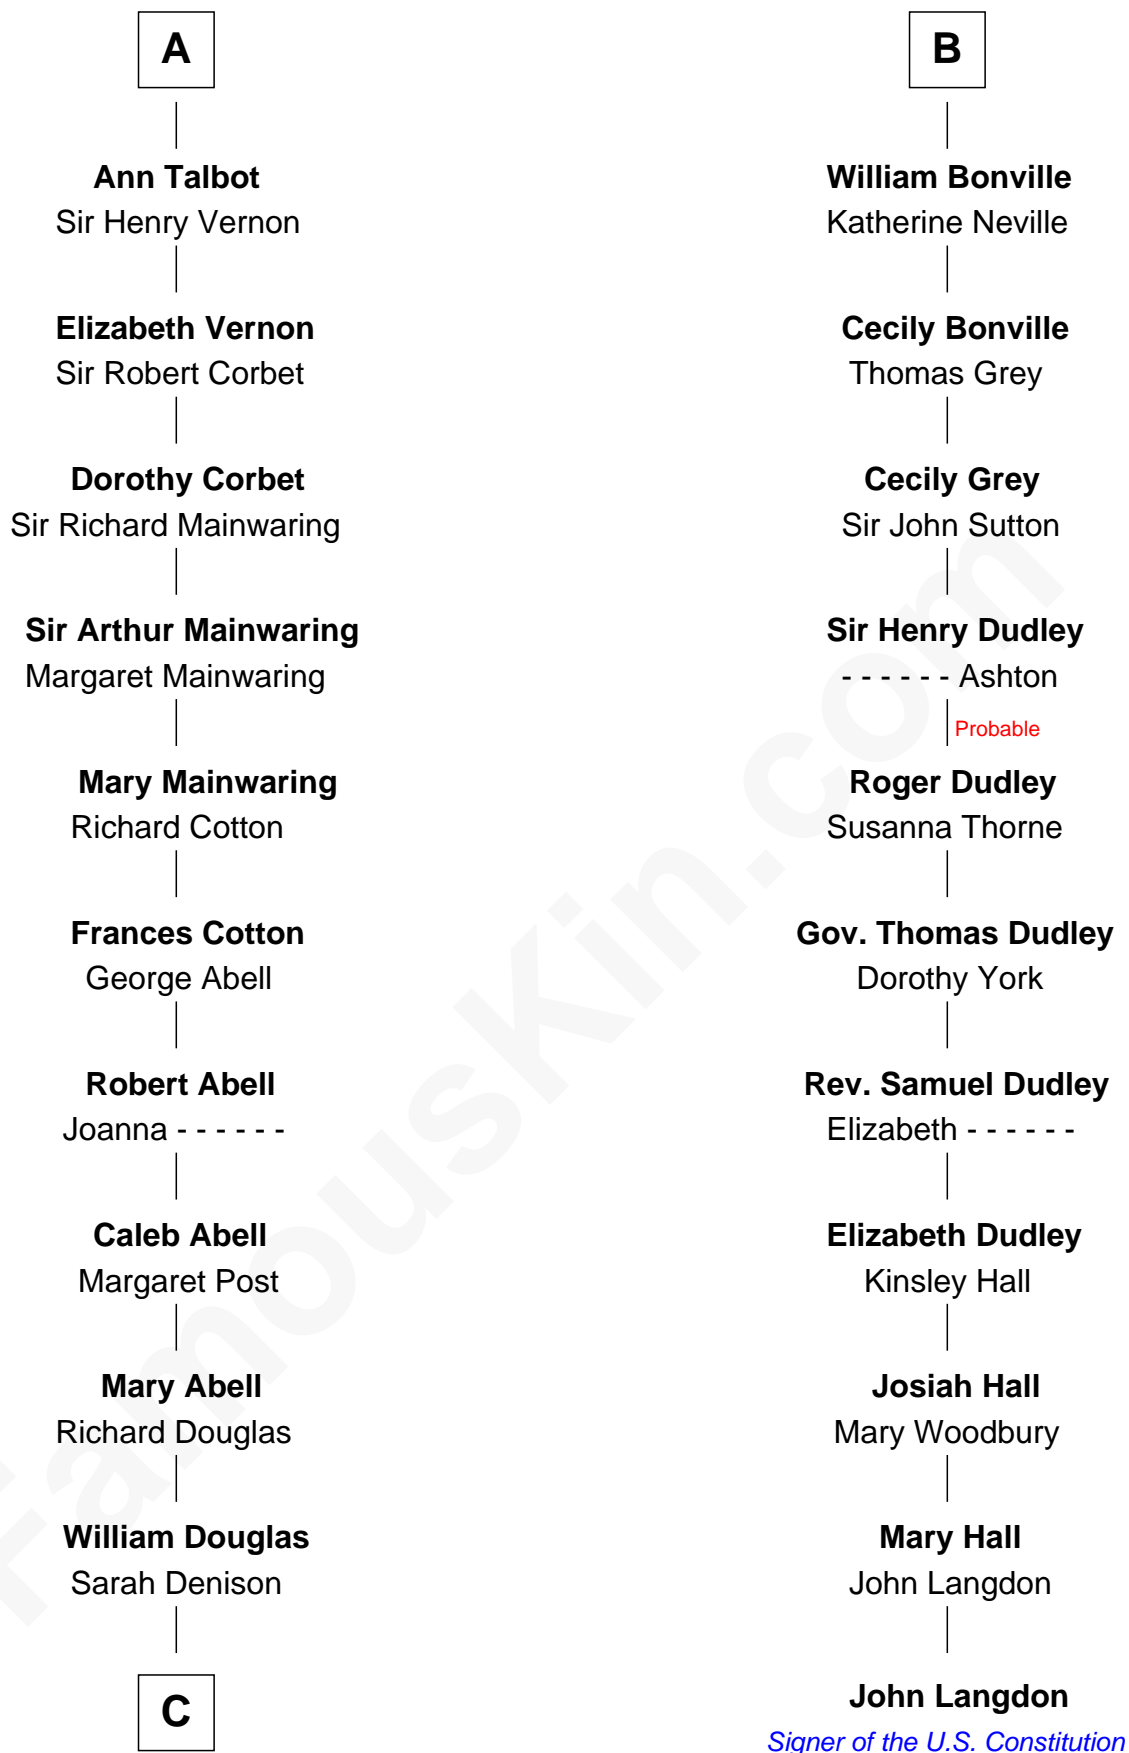 A
Ann Talbot
Sir Henry Vernon
Elizabeth Vernon
Sir Robert Corbet
Dorothy Corbet
Sir Richard Mainwaring
Sir Arthur Mainwaring
Margaret Mainwaring
Mary Mainwaring
Richard Cotton
Frances Cotton
George Abell
Robert Abell
Joanna - - - - - -
Caleb Abell
Margaret Post
Mary Abell
Richard Douglas
William Douglas
Sarah Denison
C
B
William Bonville
Katherine Neville
Cecily Bonville
Thomas Grey
Cecily Grey
Sir John Sutton
Sir Henry Dudley
- - - - - - Ashton
Probable
Roger Dudley
Susanna Thorne
Gov. Thomas Dudley
Dorothy York
Rev. Samuel Dudley
Elizabeth - - - - - -
Elizabeth Dudley
Kinsley Hall
Josiah Hall
Mary Woodbury
Mary Hall
John Langdon
John Langdon
Signer of the U.S. Constitution
FamousKin.com